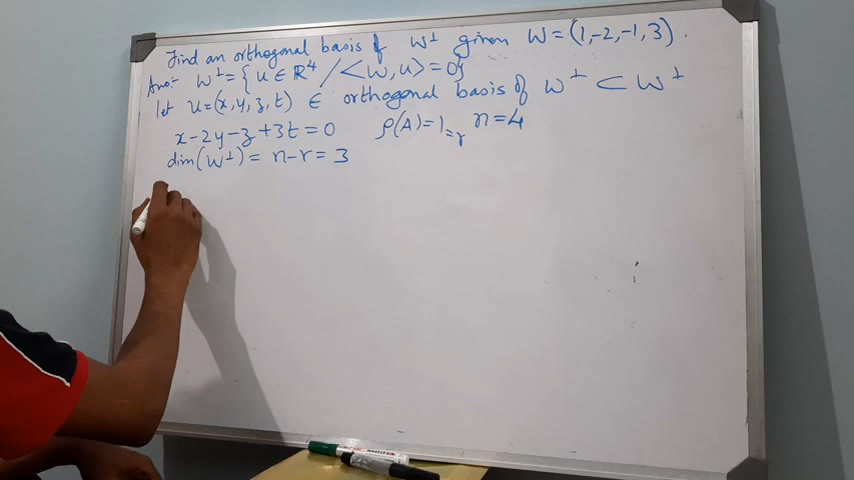 Find an orthogonal basis of W⊥ given W = (1,-2,-1,3).
Ans:- W⊥ = { u ∈ ℝ⁴ / <W,u> = 0}
let u = (x,y,z,t) ∈ orthogonal basis of W⊥ ⊂ W⊥
x-2y-z+3t=0 ρ(A)=1=r n=4
dim(W⊥) = n-r = 3